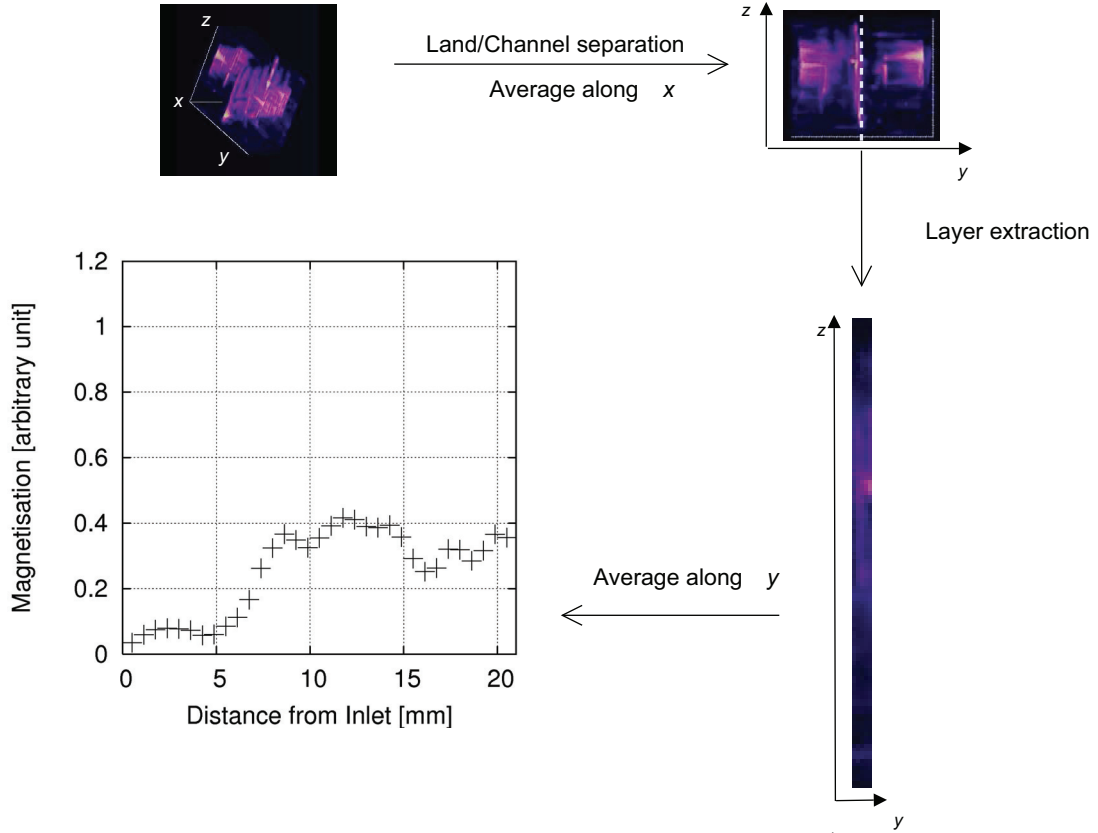 z
x
y
Land/Channel separation
Average along x
z
y
Layer extraction
1.2
1
0.8
0.6
0.4
0.2
0
0 5 10 15 20
Magnetisation [arbitrary unit]
Distance from Inlet [mm]
Average along y
z
y